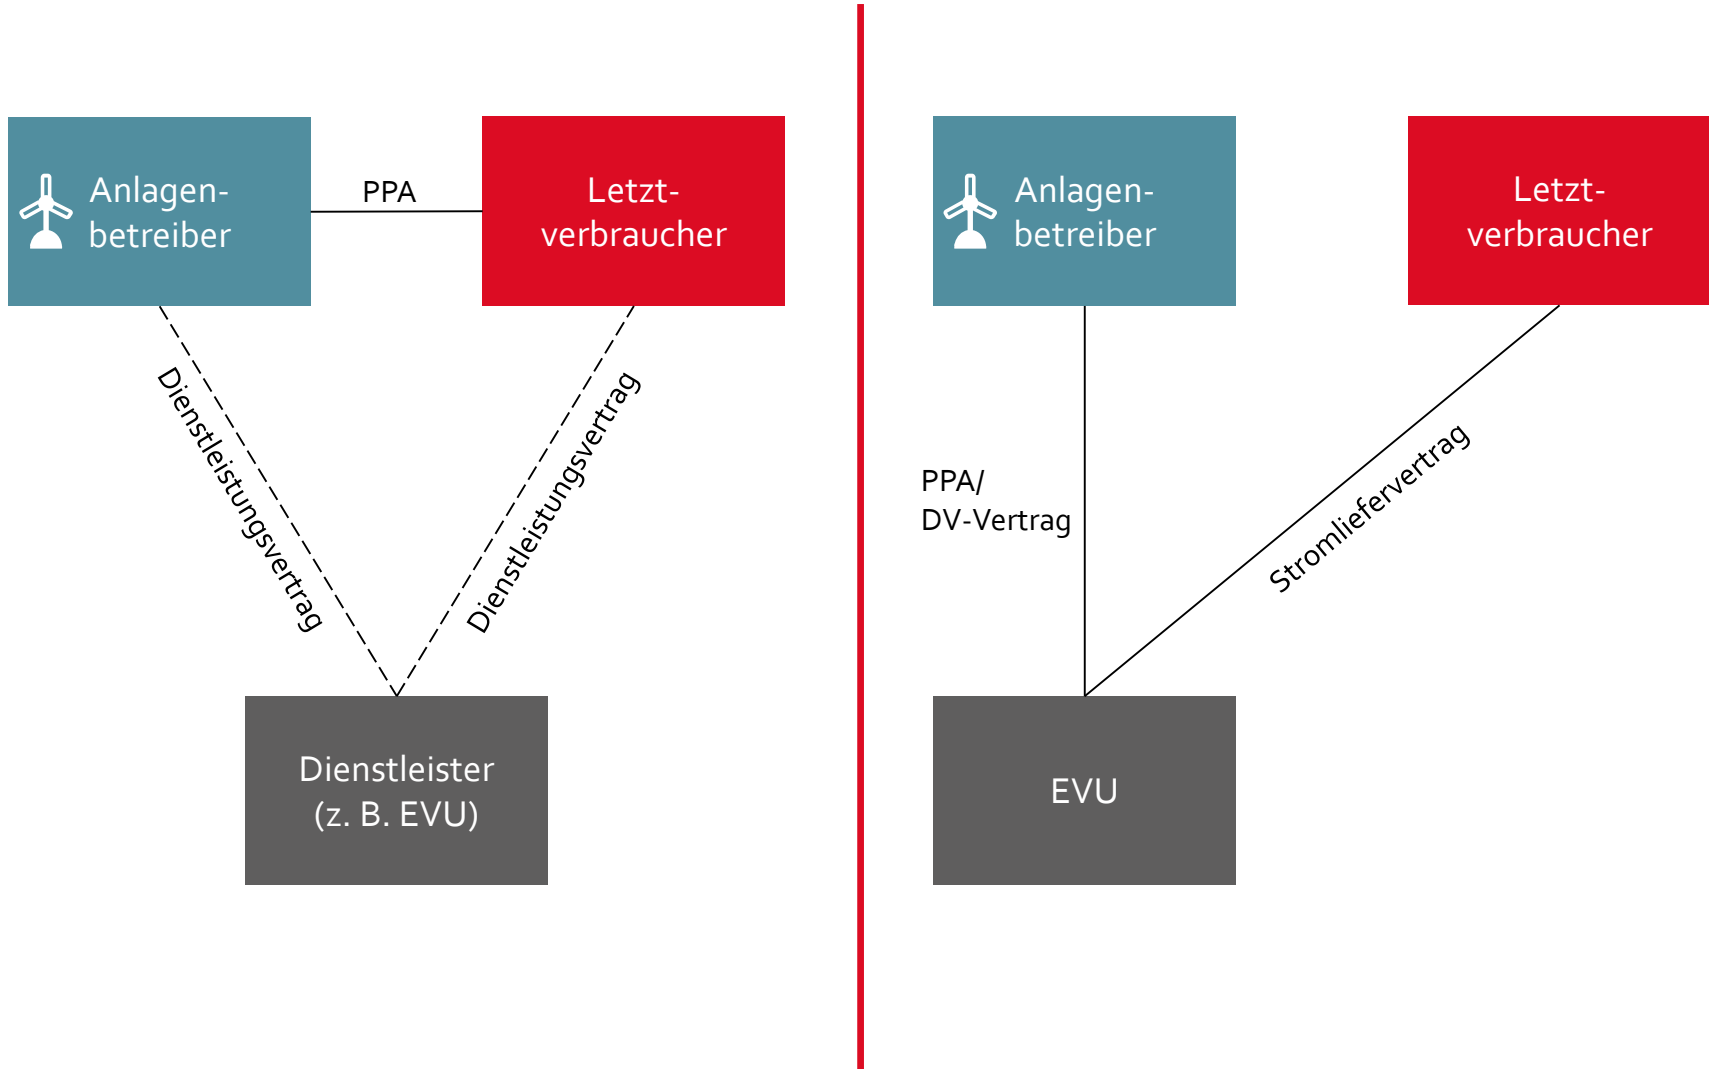 Anlagen-
betreiber
PPA
Letzt-
verbraucher
Dienstleistungsvertrag
Dienstleistungsvertrag
Dienstleister
(z. B. EVU)
Anlagen-
betreiber
Letzt-
verbraucher
PPA/
DV-Vertrag
Stromliefervertrag
EVU